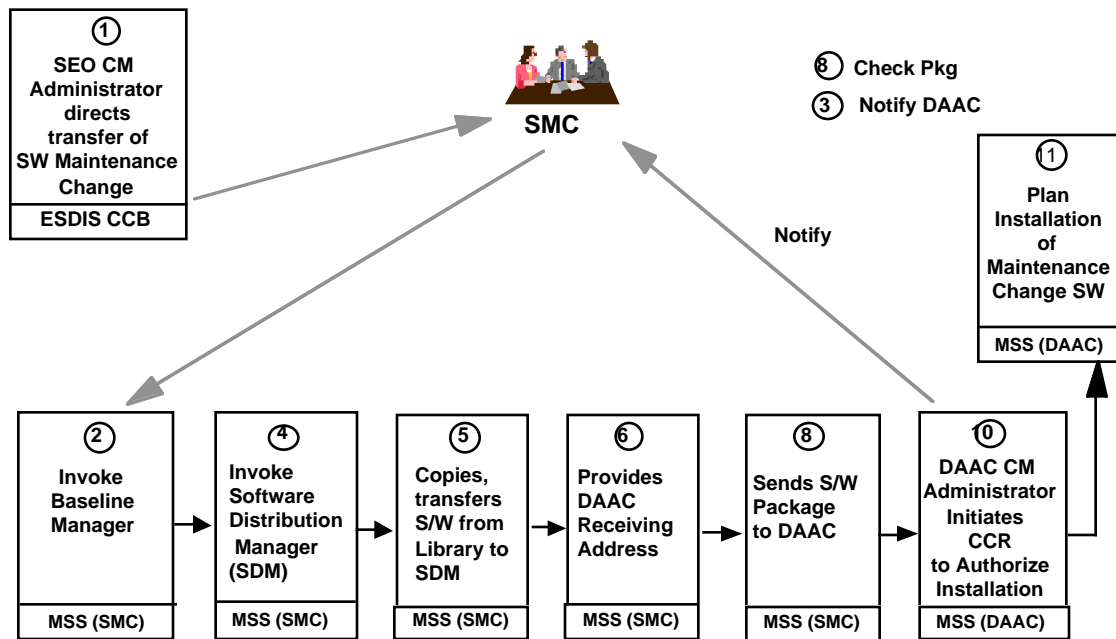 1
SEO CM
Administrator
directs
transfer of
SW Maintenance
Change
ESDIS CCB
SMC
8 Check Pkg
3 Notify DAAC
11
Plan
Installation
of
Maintenance
Change SW
MSS (DAAC)
Notify
2
Invoke
Baseline
Manager
MSS (SMC)
4
Invoke
Software
Distribution
Manager
(SDM)
MSS (SMC)
5
Copies,
transfers
S/W from
Library to
SDM
MSS (SMC)
6
Provides
DAAC
Receiving
Address
MSS (SMC)
8
Sends S/W
Package
to DAAC
MSS (SMC)
10
DAAC CM
Administrator
Initiates
CCR
to Authorize
Installation
MSS (DAAC)